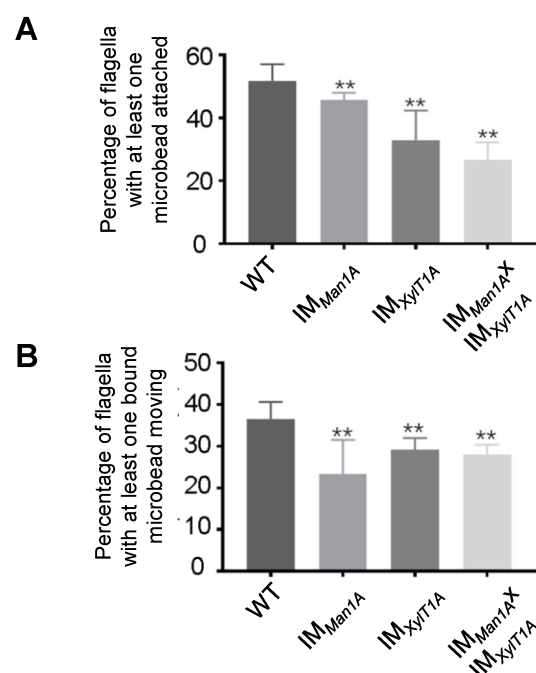 A
Percentage of flagella
with at least one
microbead attached
60
40
20
0
**
**
**
WT
IMMan1A
IMXylT1A
IMMan1Ax
IMXylT1A
B
Percentage of flagella
with at least one bound
microbead moving
50
40
30
20
10
0
**
**
**
WT
IMMan1A
IMXylT1A
IMMan1Ax
IMXylT1A